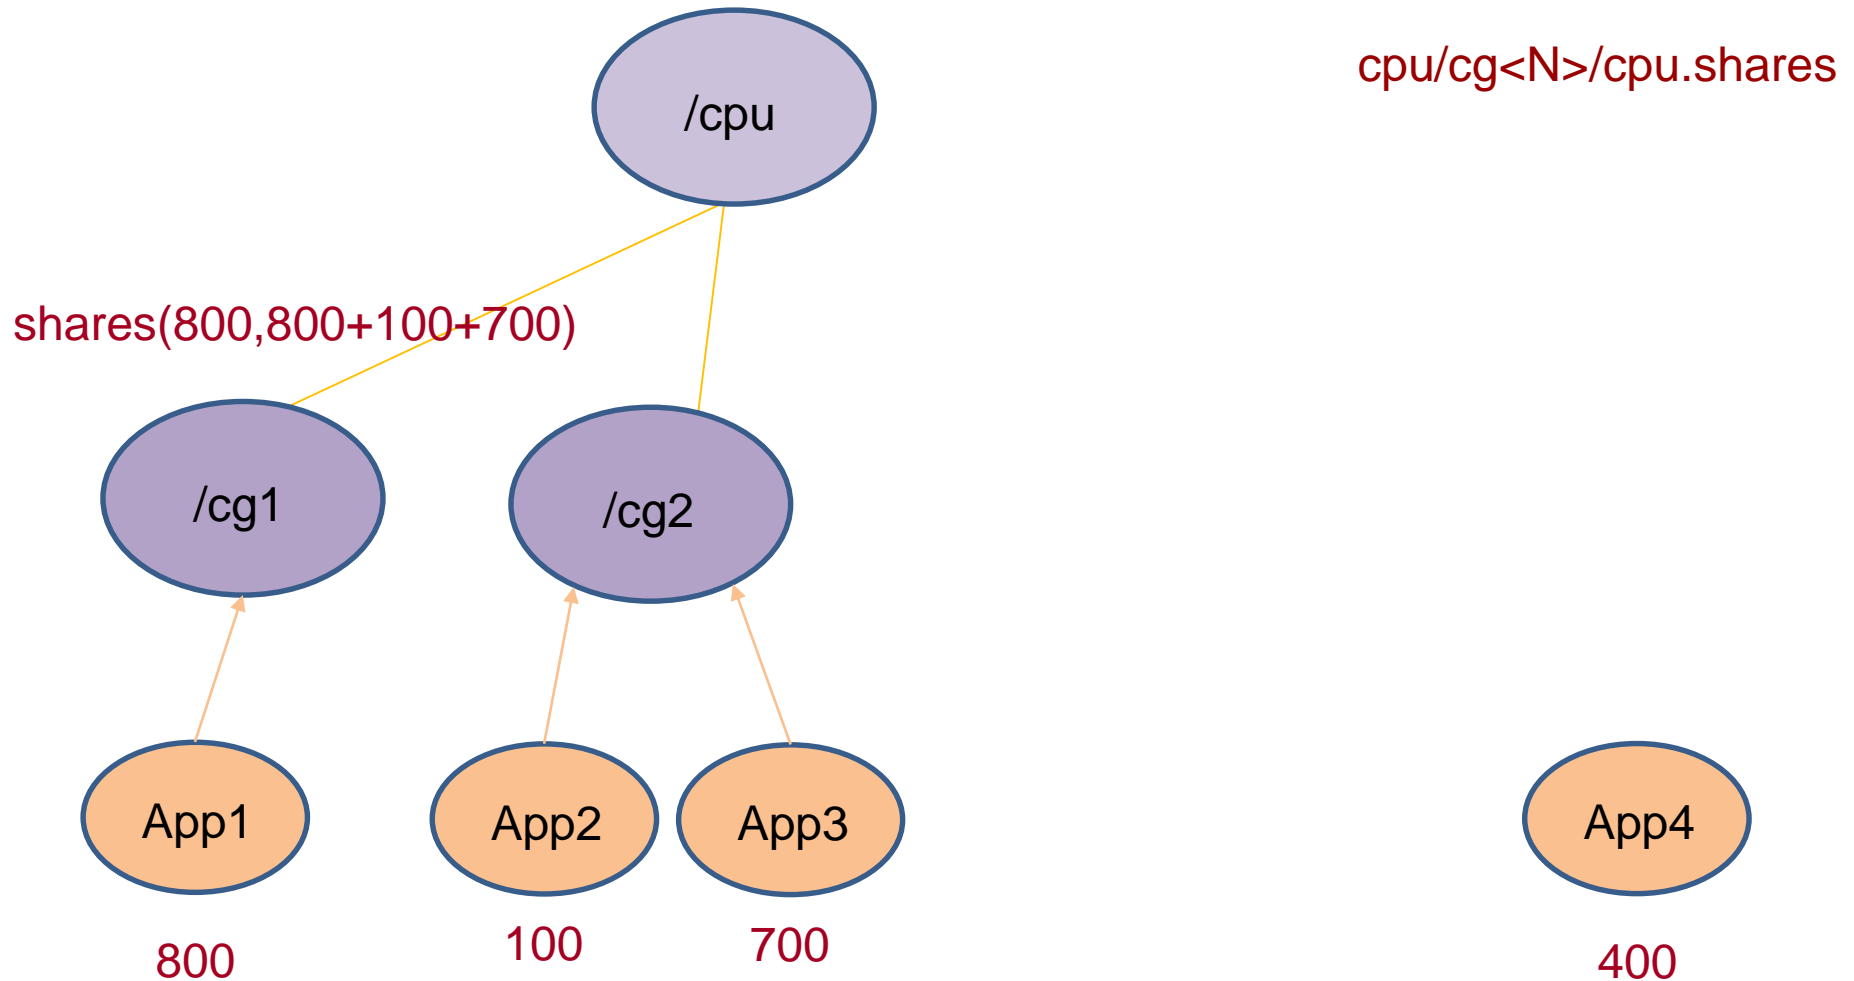 /cpu
cpu/cg<N>/cpu.shares
shares(800,800+100+700)
/cg1
/cg2
App1
App2
App3
App4
800
100
700
400